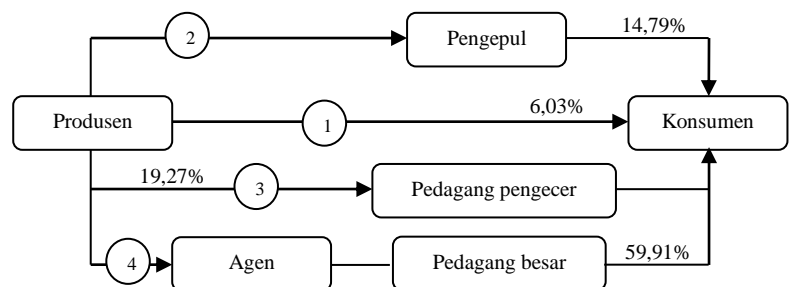 2
Pengepul
14,79%
Produsen
1
6,03%
Konsumen
19,27%
3
Pedagang pengecer
4
Agen
Pedagang besar
59,91%